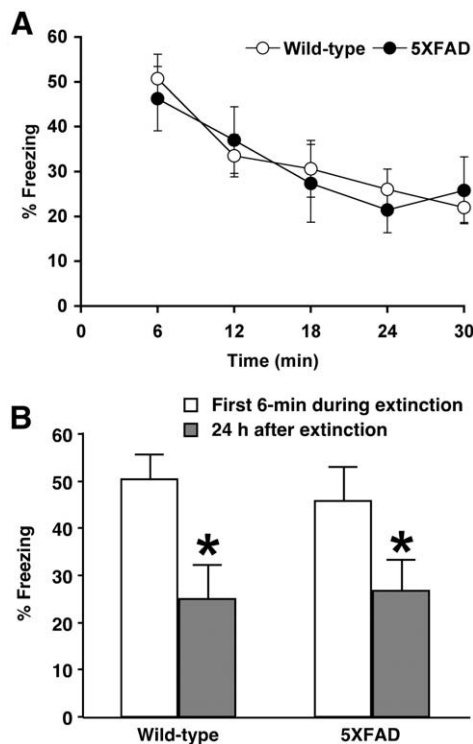 A
Wild-type 5XFAD
60
50
40
30
20
10
0
% Freezing
0 6 12 18 24 30
Time (min)
B
First 6-min during extinction
24 h after extinction
60
50
40
30
20
10
0
% Freezing
* *
Wild-type 5XFAD